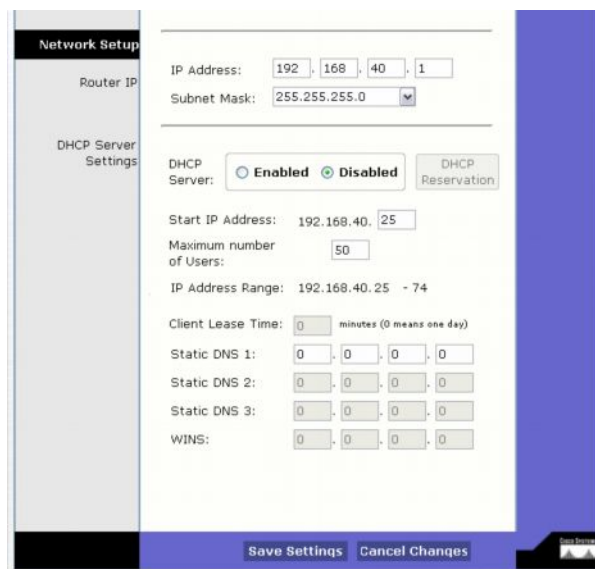 Network Setup
Router IP
IP Address: 192 . 168 . 40 . 1
Subnet Mask: 255.255.255.0
DHCP Server
Settings
DHCP
Server:
Enabled Disabled
DHCP
Reservation
Start IP Address: 192.168.40. 25
Maximum number
of Users: 50
IP Address Range: 192.168.40.25 - 74
Client Lease Time: 0 minutes (0 means one day)
Static DNS 1: 0 . 0 . 0 . 0
Static DNS 2: 0 . 0 . 0 . 0
Static DNS 3: 0 . 0 . 0 . 0
WINS: 0 . 0 . 0 . 0
Save Settings Cancel Changes
Cisco Systems